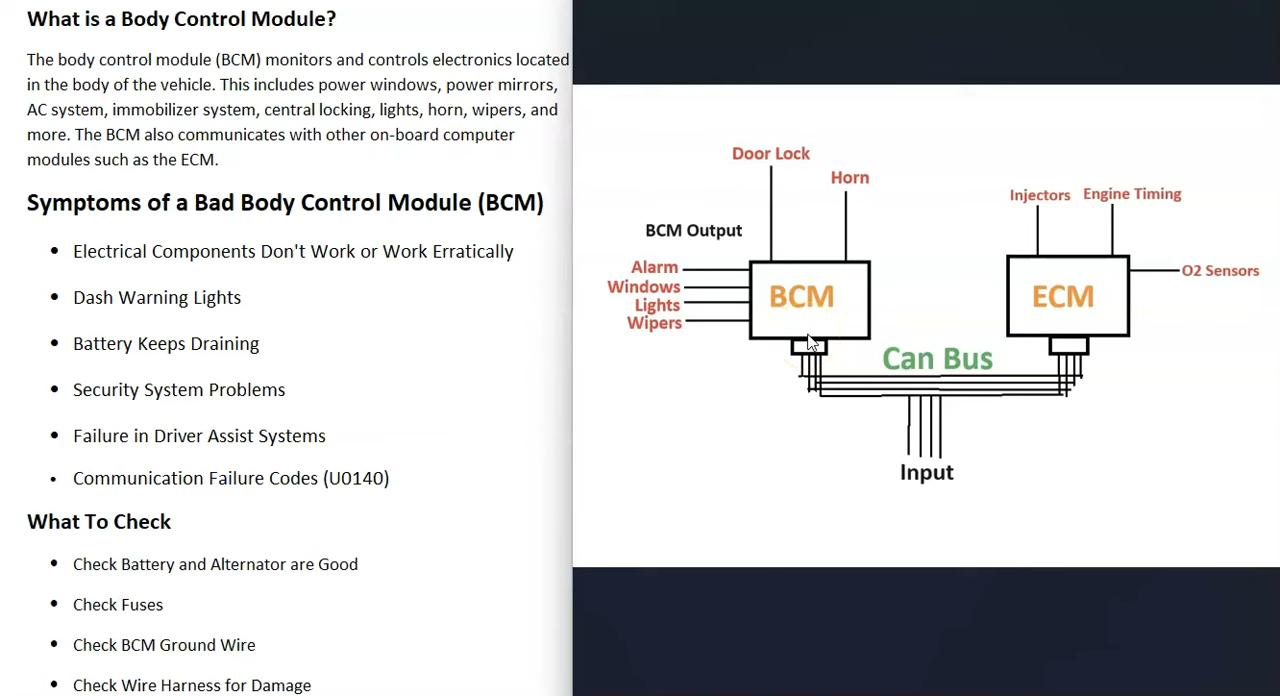 What is a Body Control Module?
The body control module (BCM) monitors and controls electronics located
in the body of the vehicle. This includes power windows, power mirrors,
AC system, immobilizer system, central locking, lights, horn, wipers, and
more. The BCM also communicates with other on-board computer
modules such as the ECM.
Symptoms of a Bad Body Control Module (BCM)
• Electrical Components Don't Work or Work Erratically
• Dash Warning Lights
• Battery Keeps Draining
• Security System Problems
• Failure in Driver Assist Systems
• Communication Failure Codes (U0140)
What To Check
• Check Battery and Alternator are Good
• Check Fuses
• Check BCM Ground Wire
• Check Wire Harness for Damage
Door Lock
Horn
BCM Output
Alarm
Windows
Lights
Wipers
BCM
Injectors
Engine Timing
O2 Sensors
ECM
Can Bus
Input